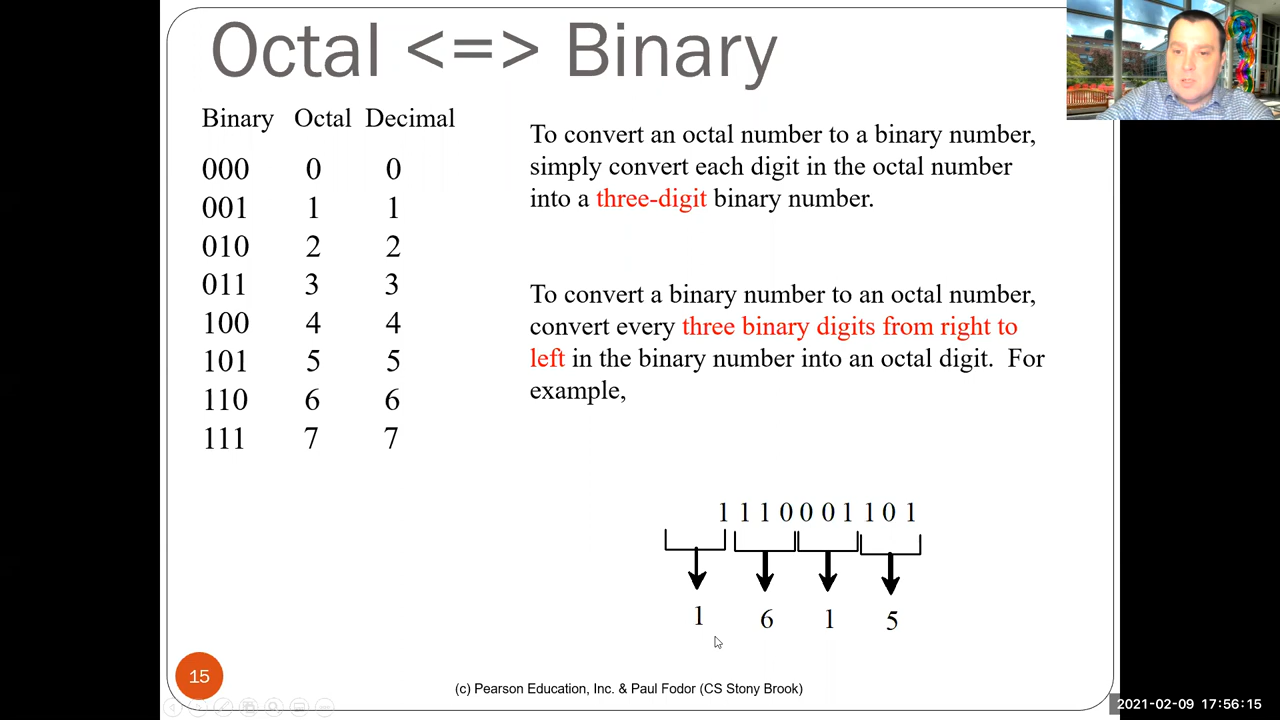 Octal <=> Binary
Binary Octal Decimal
000 0 0
001 1 1
010 2 2
011 3 3
100 4 4
101 5 5
110 6 6
111 7 7
To convert an octal number to a binary number,
simply convert each digit in the octal number
into a three-digit binary number.
To convert a binary number to an octal number,
convert every three binary digits from right to
left in the binary number into an octal digit. For
example,
1 1 1 0 0 0 1 1 0 1
1 6 1 5
15
(c) Pearson Education, Inc. & Paul Fodor (CS Stony Brook)
2021-02-09 17:56:15